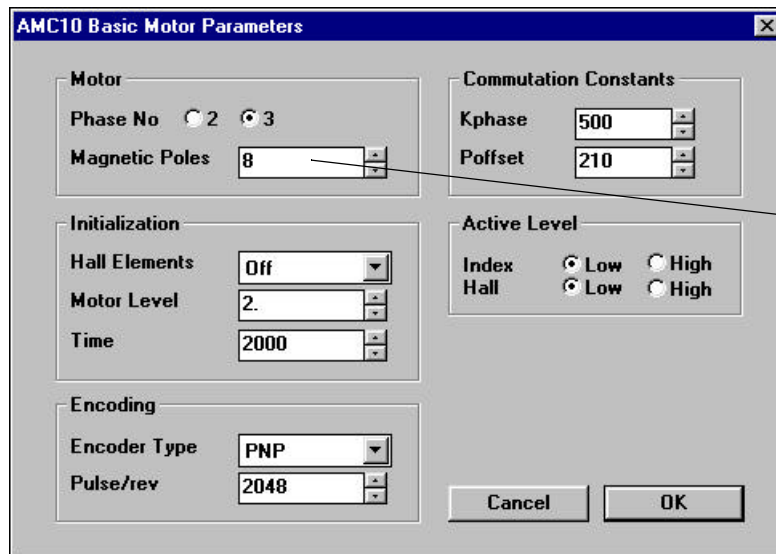 AMC10 Basic Motor Parameters
Motor
Phase No 2 3
Magnetic Poles 8
Initialization
Hall Elements Off
Motor Level 2.
Time 2000
Encoding
Encoder Type PNP
Pulse/rev 2048
Commutation Constants
Kphase 500
Poffset 210
Active Level
Index Low High
Hall Low High
Cancel OK